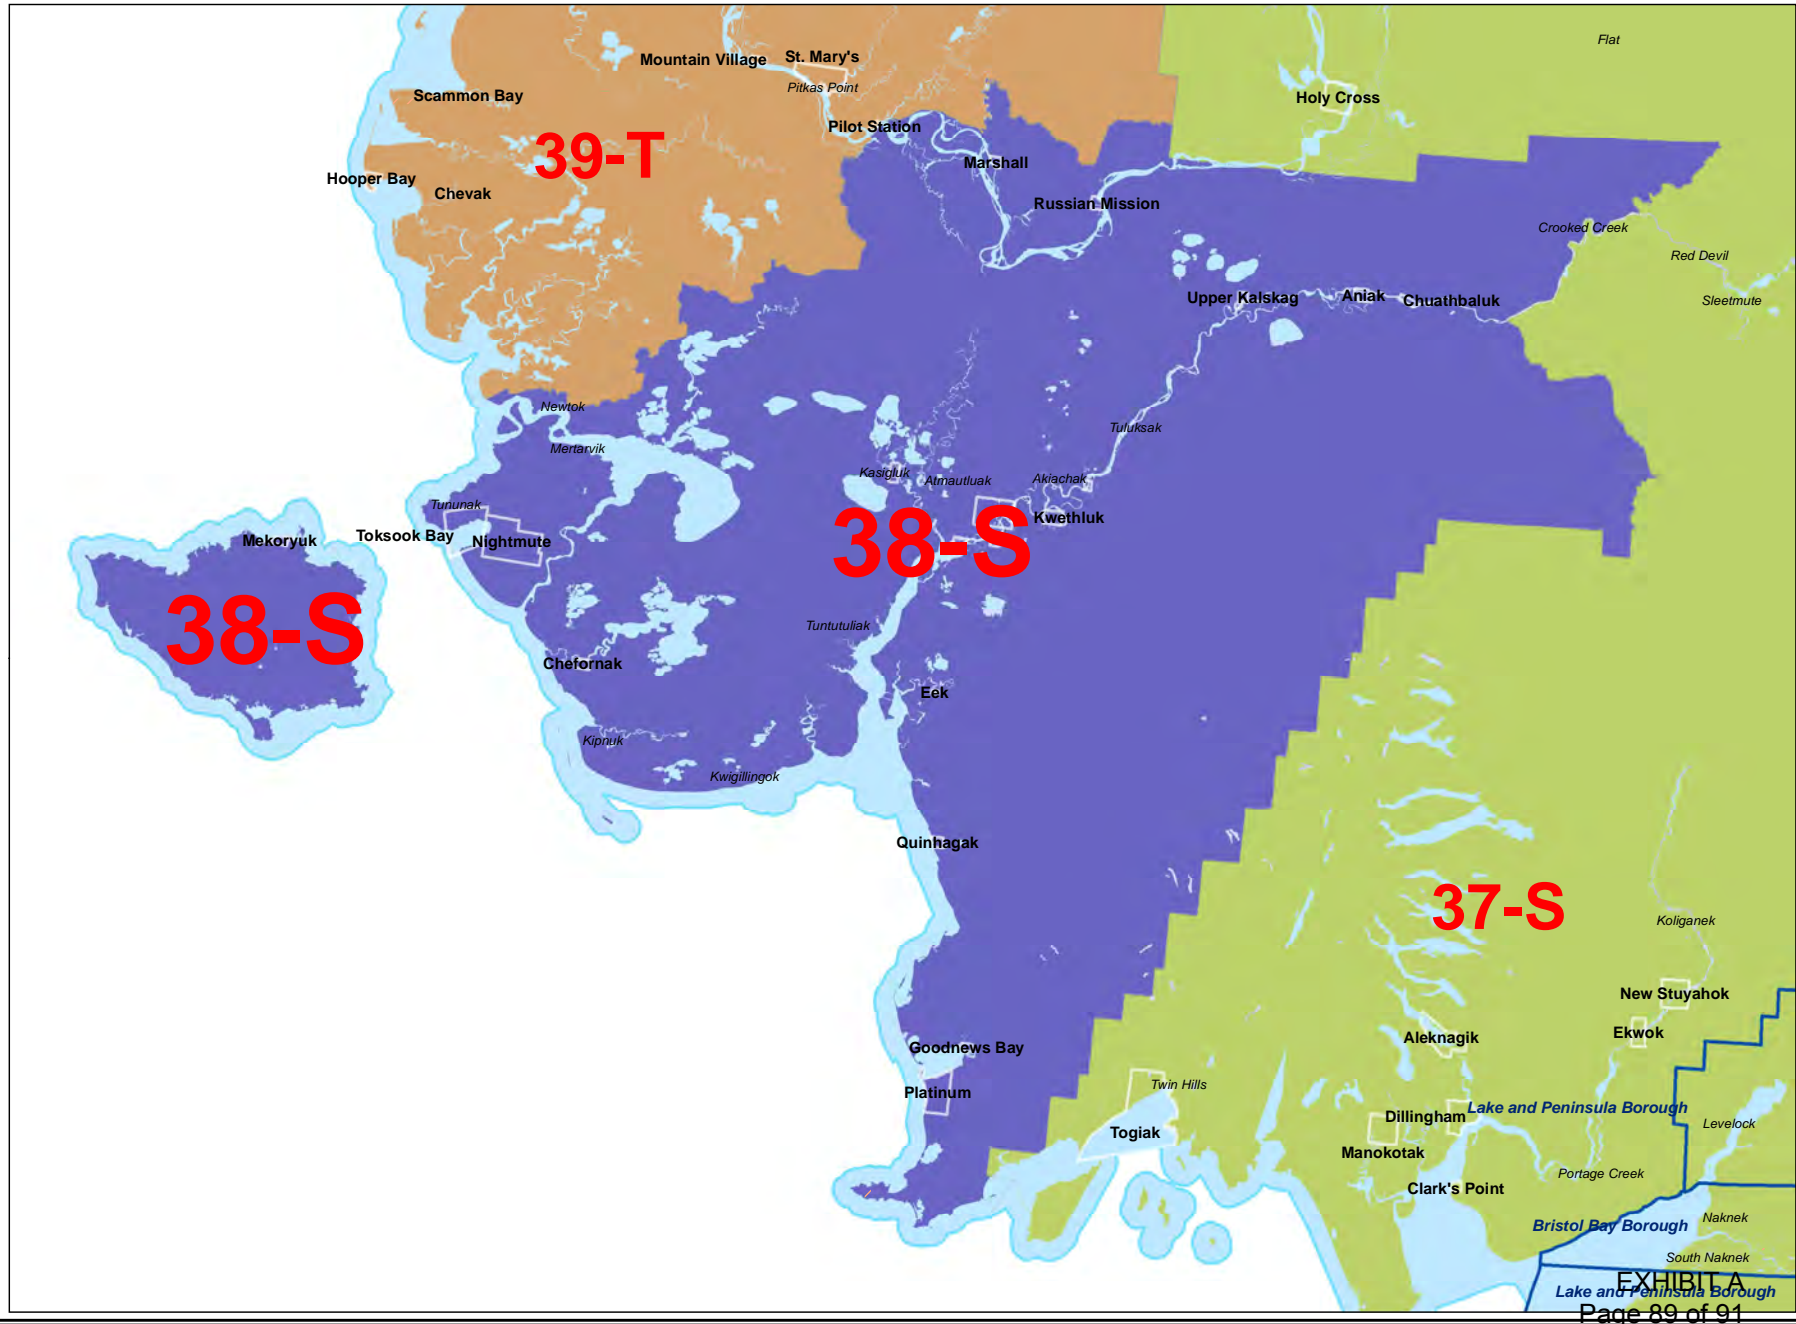 Flat
Mountain Village
St. Mary's
Pitkas Point
Scammon Bay
Holy Cross
Pilot Station
39-T
Marshall
Hooper Bay
Chevak
Russian Mission
Crooked Creek
Red Devil
Sleetmute
Upper Kalskag
Aniak
Chuathbaluk
Newtok
Mertarvik
Tuluksak
Kasigluk
Atmautluak
Akiachak
Tununak
Kwethluk
Toksook Bay
Nightmute
Mekoryuk
38-S
38-S
Tuntutuliak
Chefornak
Eek
Kipnuk
Kwigillingok
Quinhagak
37-S
Koliganek
New Stuyahok
Ekwok
Aleknagik
Goodnews Bay
Platinum
Twin Hills
Togiak
Dillingham
Lake and Peninsula Borough
Levelock
Manokotak
Portage Creek
Clark's Point
Bristol Bay Borough
Naknek
South Naknek
EXHIBIT A
Lake and Peninsula Borough
Page 89 of 91